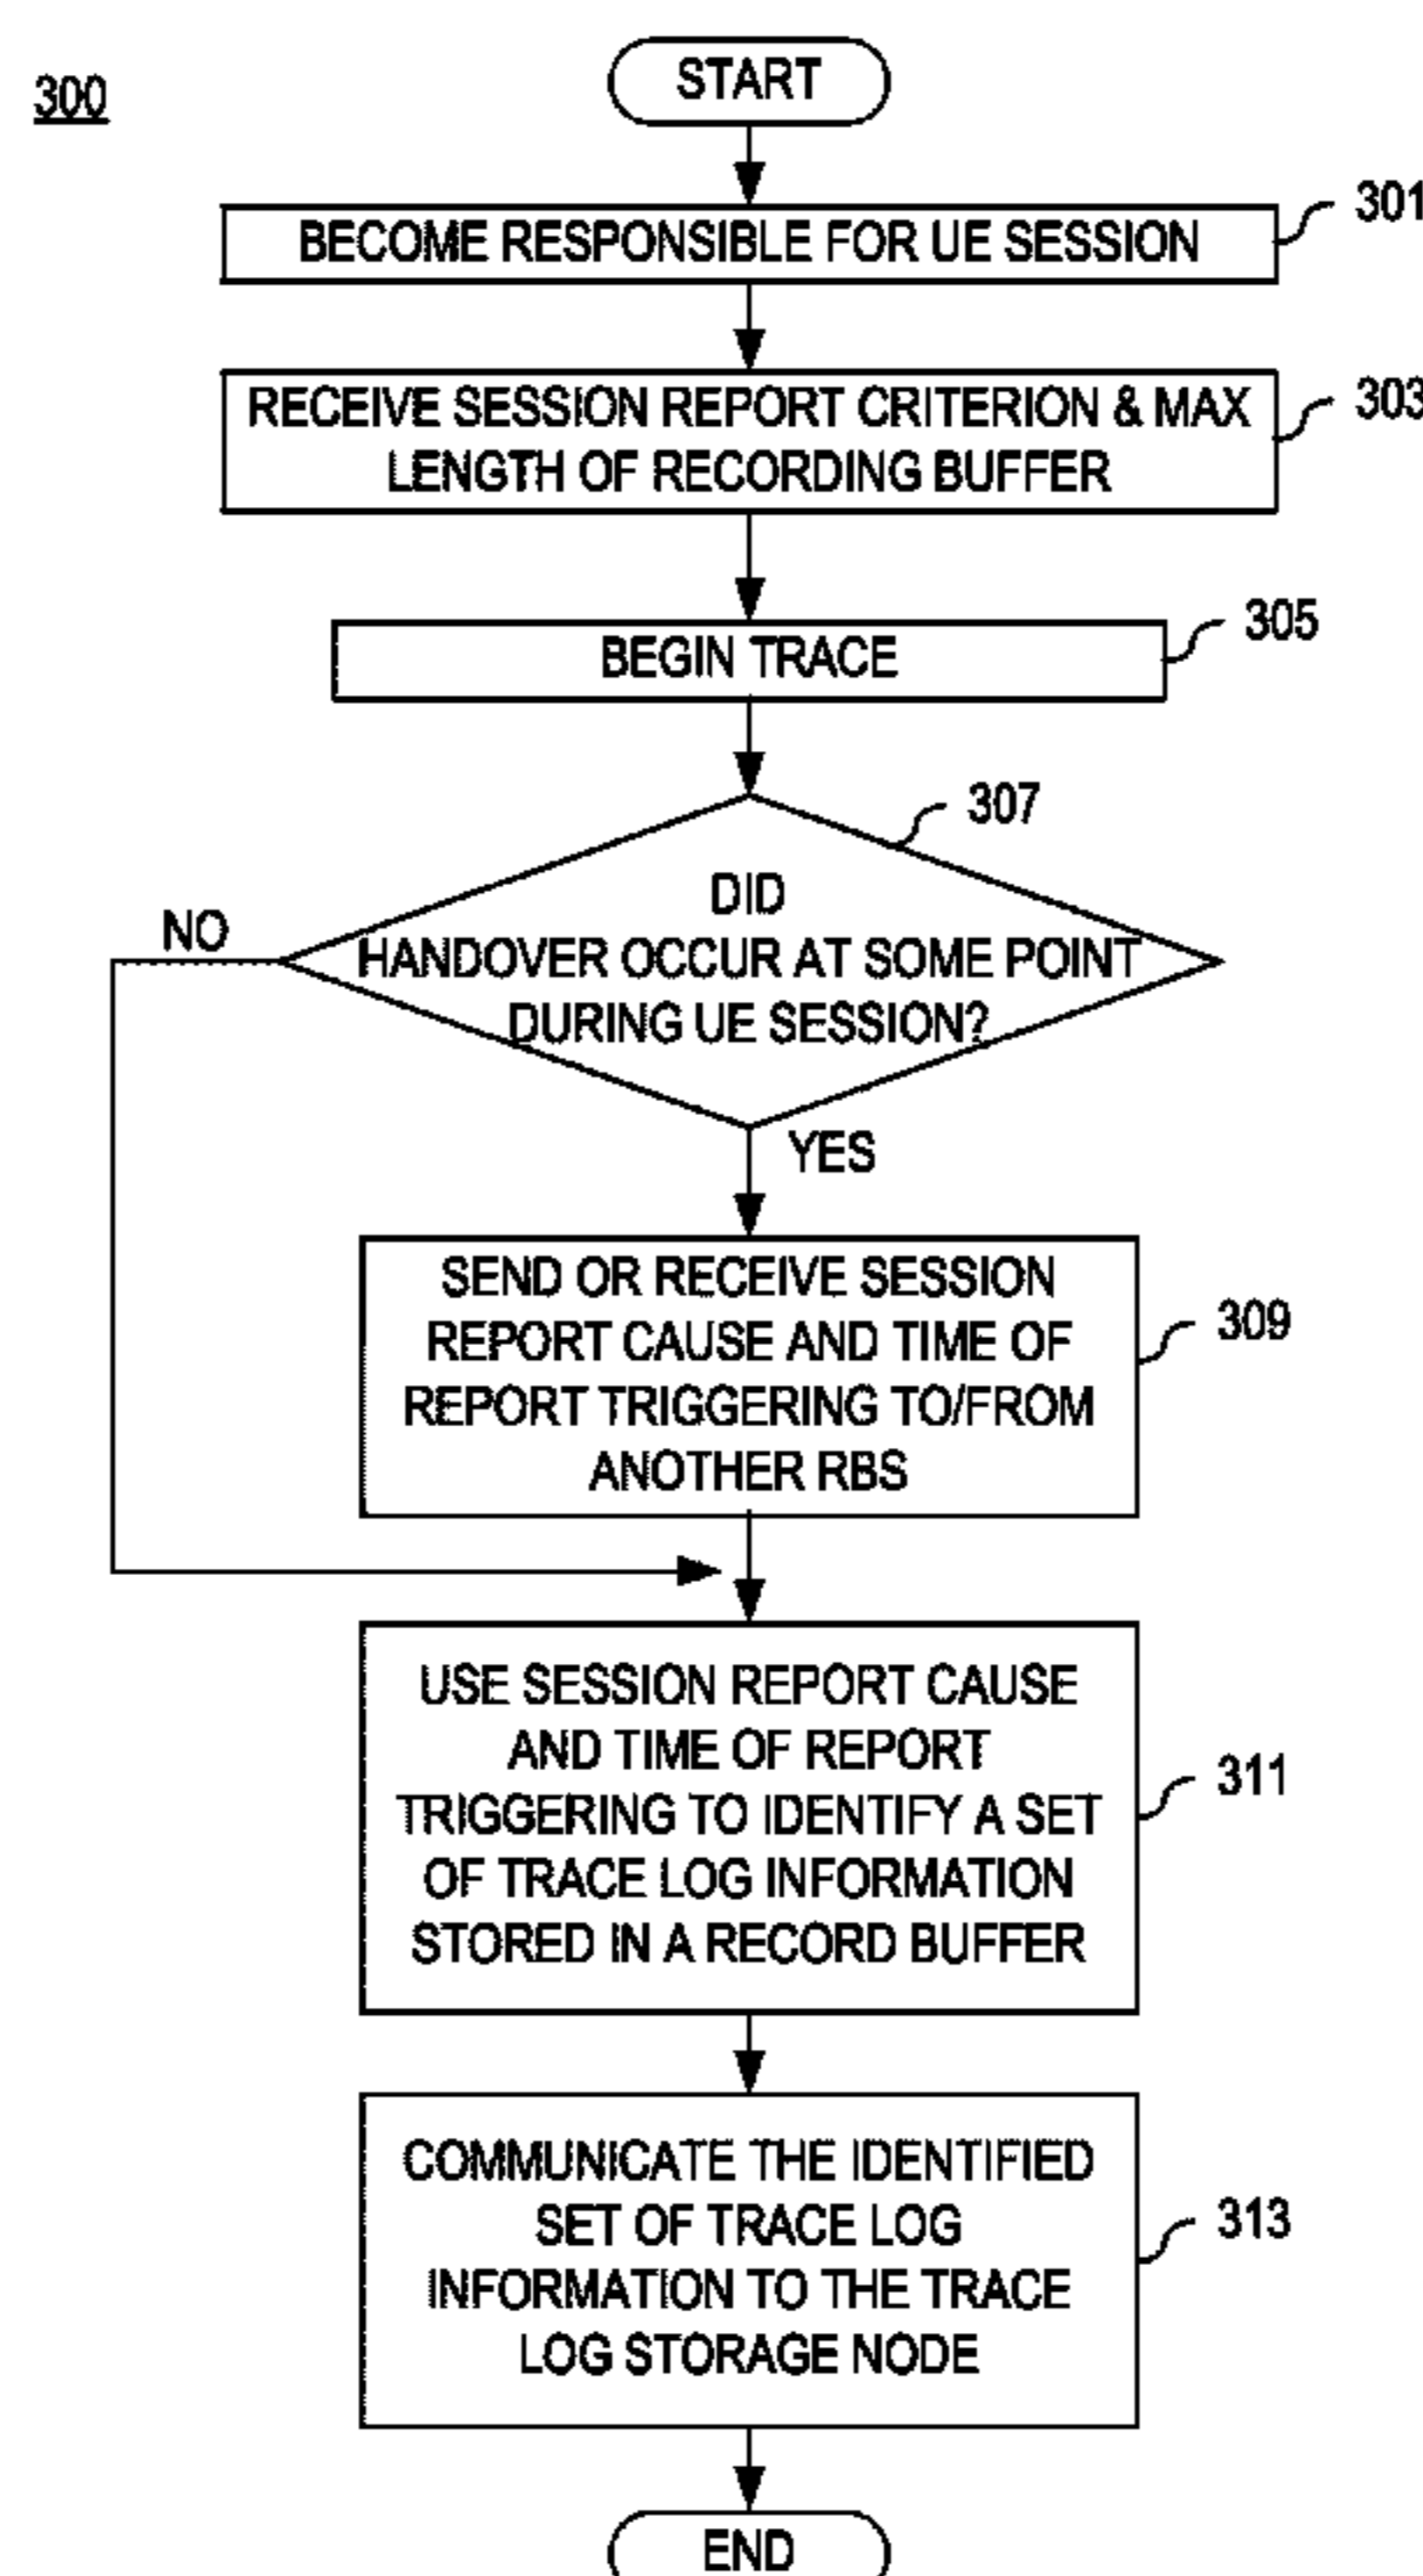 300
START
BECOME RESPONSIBLE FOR UE SESSION
301
RECEIVE SESSION REPORT CRITERION & MAX
LENGTH OF RECORDING BUFFER
303
BEGIN TRACE
305
307
DID
HANDOVER OCCUR AT SOME POINT
DURING UE SESSION?
NO
YES
SEND OR RECEIVE SESSION
REPORT CAUSE AND TIME OF
REPORT TRIGGERING TO/FROM
ANOTHER RBS
309
USE SESSION REPORT CAUSE
AND TIME OF REPORT
TRIGGERING TO IDENTIFY A SET
OF TRACE LOG INFORMATION
STORED IN A RECORD BUFFER
311
COMMUNICATE THE IDENTIFIED
SET OF TRACE LOG
INFORMATION TO THE TRACE
LOG STORAGE NODE
313
END